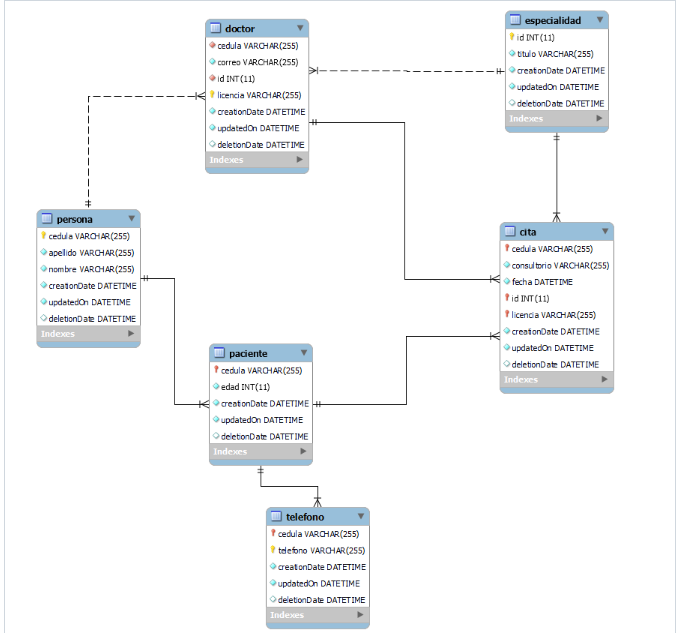 doctor
cedula VARCHAR(255)
correo VARCHAR(255)
id INT(11)
licencia VARCHAR(255)
creationDate DATETIME
updatedOn DATETIME
deletionDate DATETIME
Indexes
especialidad
id INT(11)
titulo VARCHAR(255)
creationDate DATETIME
updatedOn DATETIME
deletionDate DATETIME
Indexes
persona
cedula VARCHAR(255)
apellido VARCHAR(255)
nombre VARCHAR(255)
creationDate DATETIME
updatedOn DATETIME
deletionDate DATETIME
Indexes
cita
cedula VARCHAR(255)
consultorio VARCHAR(255)
fecha DATETIME
id INT(11)
licencia VARCHAR(255)
creationDate DATETIME
updatedOn DATETIME
deletionDate DATETIME
Indexes
paciente
cedula VARCHAR(255)
edad INT(11)
creationDate DATETIME
updatedOn DATETIME
deletionDate DATETIME
Indexes
telefono
cedula VARCHAR(255)
telefono VARCHAR(255)
creationDate DATETIME
updatedOn DATETIME
deletionDate DATETIME
Indexes